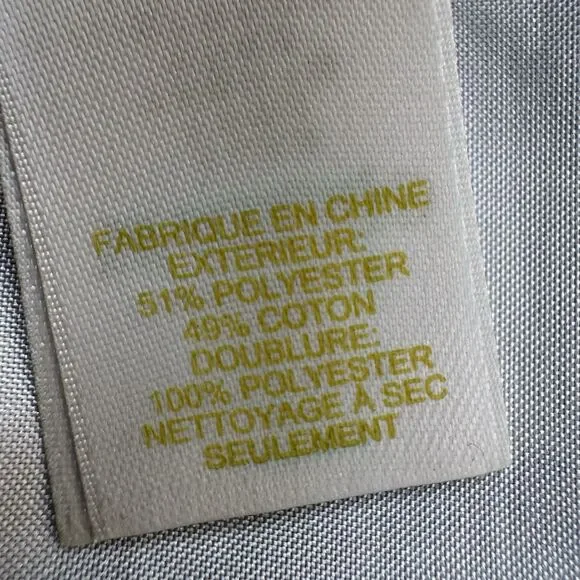 FABRIQUE EN CHINE
EXTERIEUR:
51% POLYESTER
49% COTON
DOUBLURE:
100% POLYESTER
NETTOYAGE À SEC
SEULEMENT